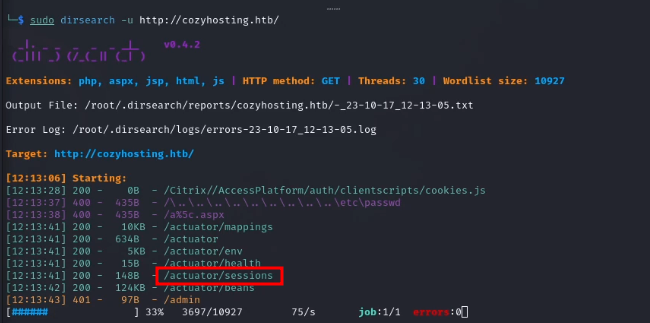 └─$ sudo dirsearch -u http://cozyhosting.htb/
v0.4.2
Extensions: php, aspx, jsp, html, js | HTTP method: GET | Threads: 30 | Wordlist size: 10927
Output File: /root/.dirsearch/reports/cozyhosting.htb/-_23-10-17_12-13-05.txt
Error Log: /root/.dirsearch/logs/errors-23-10-17_12-13-05.log
Target: http://cozyhosting.htb/
[12:13:06] Starting:
[12:13:28] 200 -    0B  - /Citrix//AccessPlatform/auth/clientscripts/cookies.js
[12:13:37] 400 -  435B  - /\..\..\..\..\..\..\..\..\..\etc\passwd
[12:13:38] 400 -  435B  - /a%5c.aspx
[12:13:41] 200 -   10KB - /actuator/mappings
[12:13:41] 200 -  634B  - /actuator
[12:13:41] 200 -    5KB - /actuator/env
[12:13:41] 200 -   15B  - /actuator/health
[12:13:41] 200 -  148B  - /actuator/sessions
[12:13:42] 200 -  124KB - /actuator/beans
[12:13:43] 401 -   97B  - /admin
[######              ] 33%   3697/10927        75/s       job:1/1  errors:0